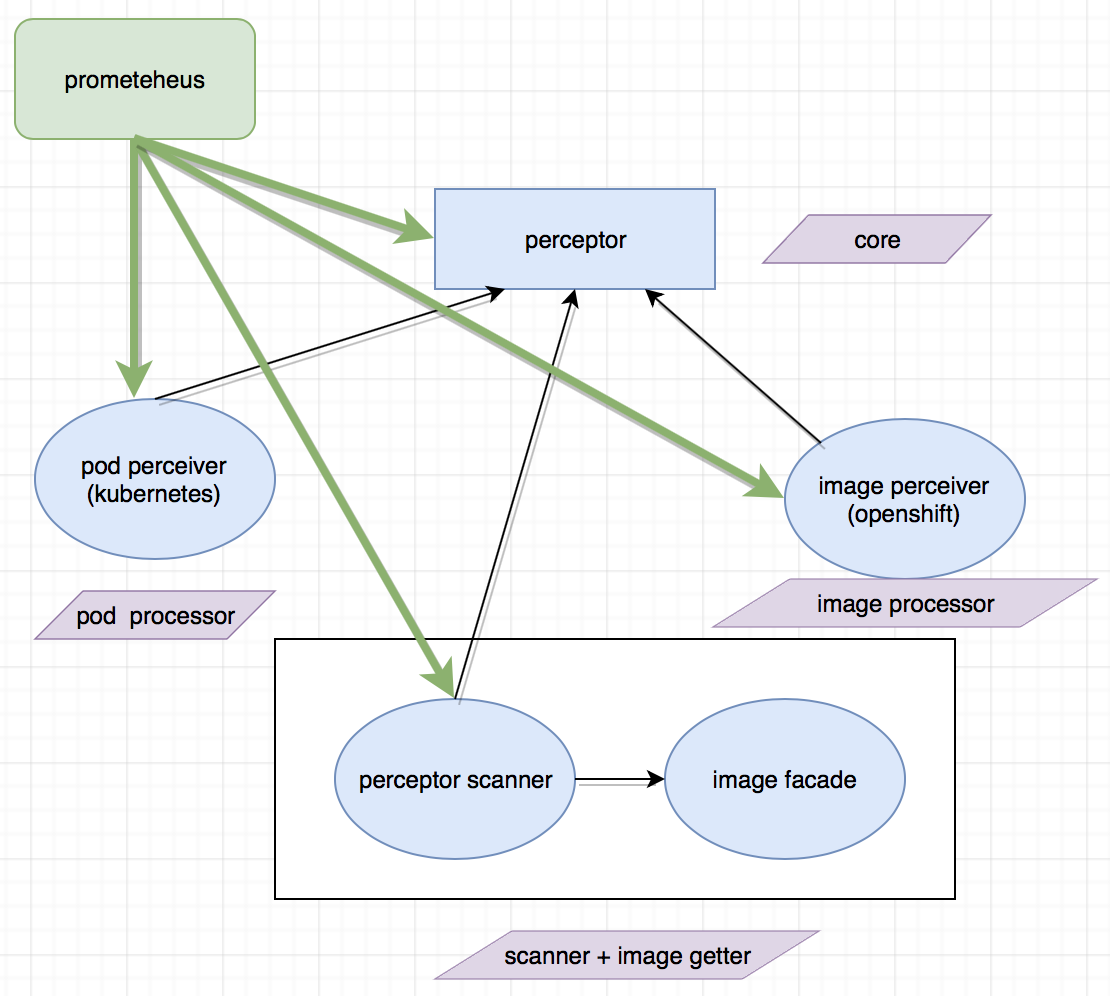 prometeheus
perceptor
core
pod perceiver
(kubernetes)
image perceiver
(openshift)
pod processor
image processor
perceptor scanner
image facade
scanner + image getter